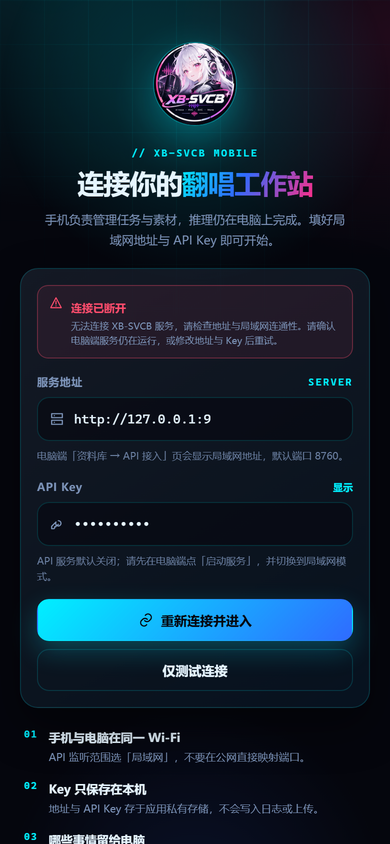 XB-SVCB
// XB-SVCB MOBILE
连接你的翻唱工作站
手机负责管理任务与素材，推理仍在电脑上完成。填好局
域网地址与 API Key 即可开始。
连接已断开
无法连接 XB-SVCB 服务，请检查地址与局域网连通性。请确认
电脑端服务仍在运行，或修改地址与 Key 后重试。
服务地址
SERVER
http://127.0.0.1:9
电脑端「资料库 → API 接入」页会显示局域网地址，默认端口 8760。
API Key
显示
••••••••••
API 服务默认关闭；请先在电脑端点「启动服务」，并切换到局域网模
式。
重新连接并进入
仅测试连接
01
手机与电脑在同一 Wi-Fi
API 监听范围选「局域网」，不要在公网直接映射端口。
02
Key 只保存在本机
地址与 API Key 存于应用私有存储，不会写入日志或上传。
03
哪些事情留给电脑